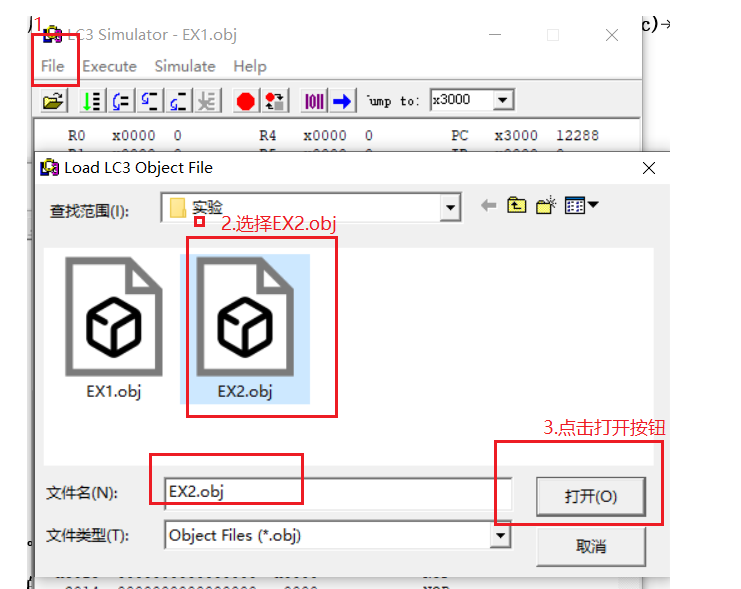 1
LC3 Simulator - EX1.obj
c)→
File Execute Simulate Help
Jump to: x3000
R0 x0000 0 R4 x0000 0 PC x3000 12288
Load LC3 Object File
查找范围(I): 实验
2.选择EX2.obj
EX1.obj EX2.obj
3.点击打开按钮
文件名(N): EX2.obj 打开(O)
文件类型(T): Object Files (*.obj) 取消